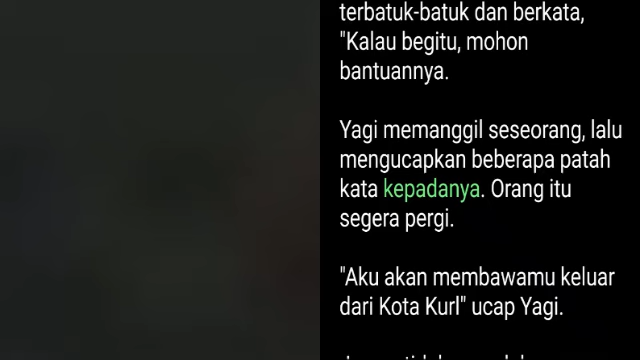 terbatuk-batuk dan berkata,
"Kalau begitu, mohon
bantuannya.
Yagi memanggil seseorang, lalu
mengucapkan beberapa patah
kata kepadanya. Orang itu
segera pergi.
"Aku akan membawamu keluar
dari Kota Kurl" ucap Yagi.